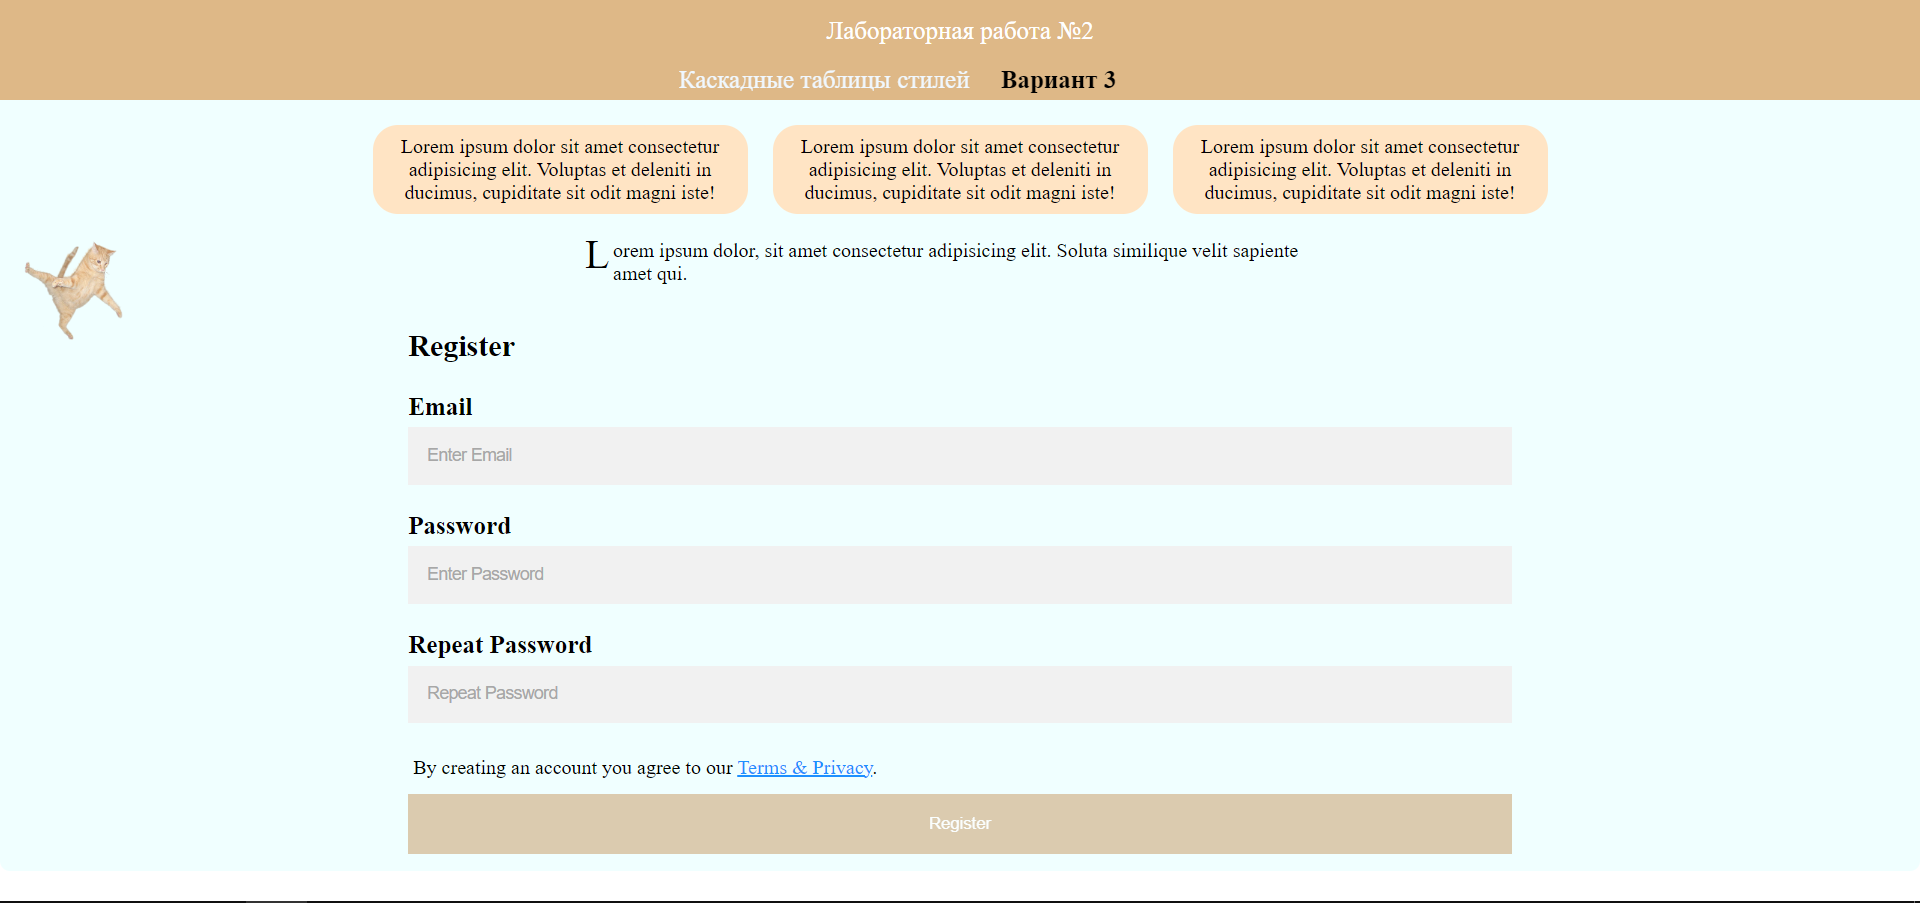 Лабораторная работа №2
Каскадные таблицы стилей Вариант 3
Lorem ipsum dolor sit amet consectetur
adipisicing elit. Voluptas et deleniti in
ducimus, cupiditate sit odit magni iste!
Lorem ipsum dolor sit amet consectetur
adipisicing elit. Voluptas et deleniti in
ducimus, cupiditate sit odit magni iste!
Lorem ipsum dolor sit amet consectetur
adipisicing elit. Voluptas et deleniti in
ducimus, cupiditate sit odit magni iste!
Lorem ipsum dolor, sit amet consectetur adipisicing elit. Soluta similique velit sapiente
amet qui.
Register
Email
Enter Email
Password
Enter Password
Repeat Password
Repeat Password
By creating an account you agree to our Terms & Privacy.
Register